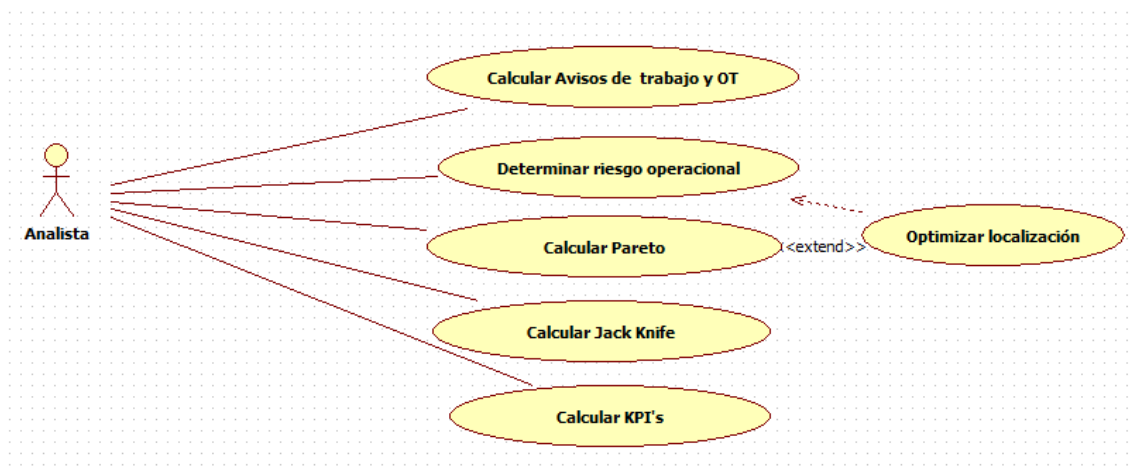 Calcular Avisos de trabajo y OT
Determinar riesgo operacional
Analista
Calcular Pareto
<<extend>>
Optimizar localización
Calcular Jack Knife
Calcular KPI's